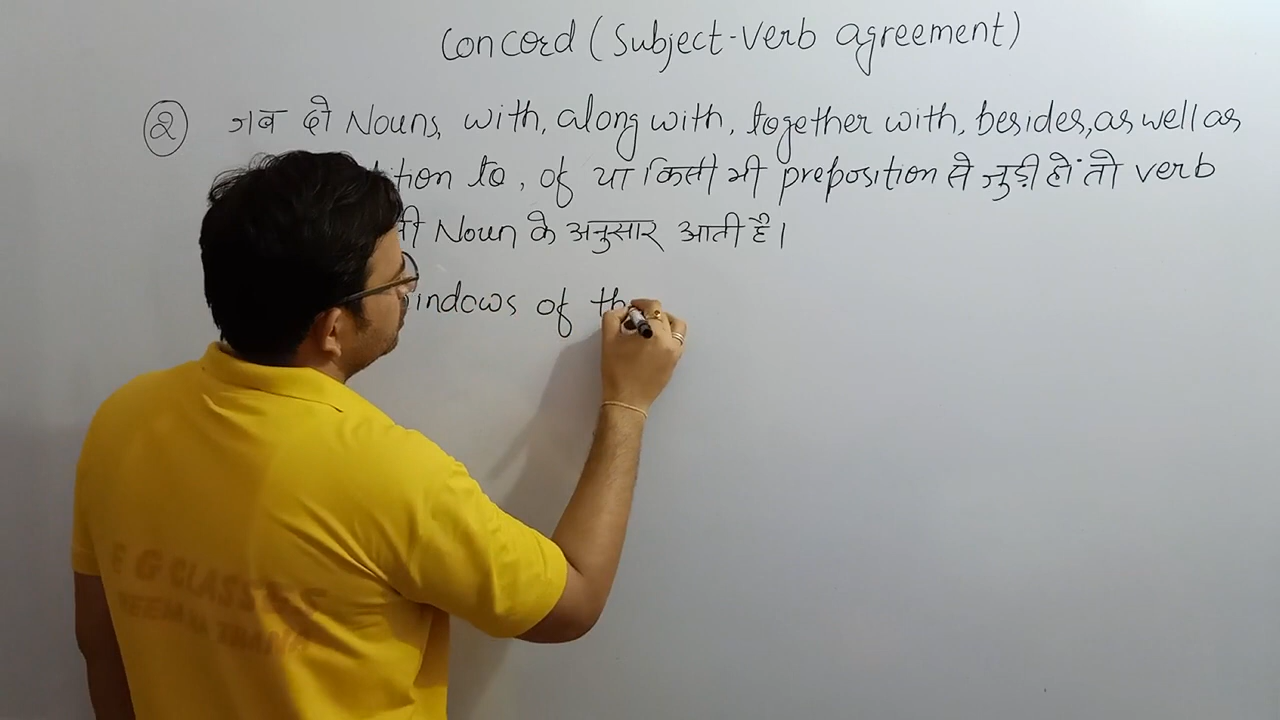 Concord (Subject-Verb agreement)
② जब दो Nouns, with, along with, together with, besides, as well as
tion to, of या किसी भी preposition से जुड़ी हों तो verb
Noun के अनुसार आती है।
indows of th
G CLASSES